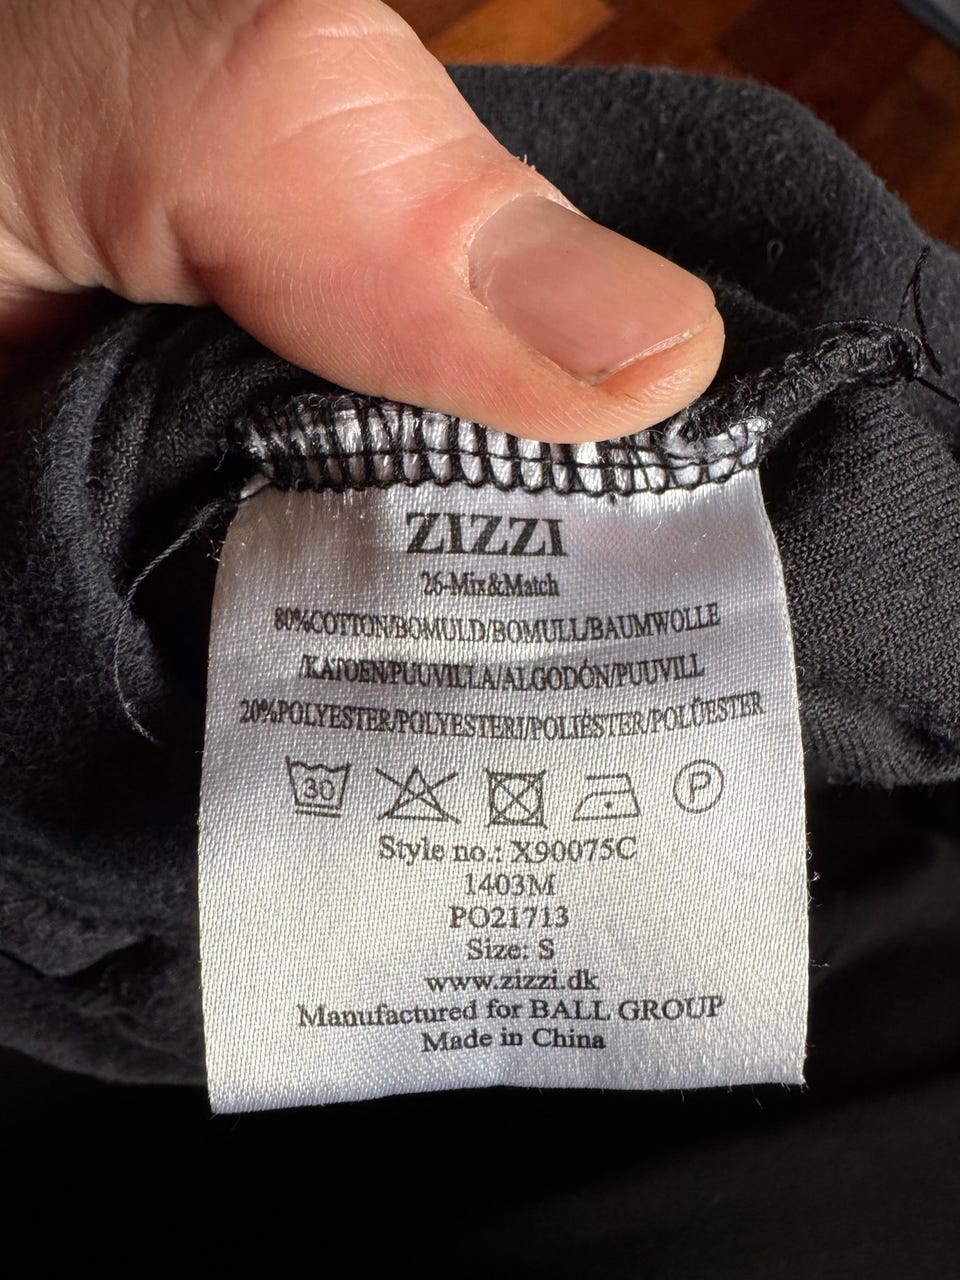 ZIZZI
26-Mix&Match
80%COTTON/BOMULD/BOMULL/BAUMWOLLE
/KATOEN/PUUVILLA/ALGODÓN/PUUVILL
20%POLYESTER/POLYESTERI/POLIÉSTER/POLÜESTER
30 P
Style no.: X90075C
1403M
PO21713
Size: S
www.zizzi.dk
Manufactured for BALL GROUP
Made in China